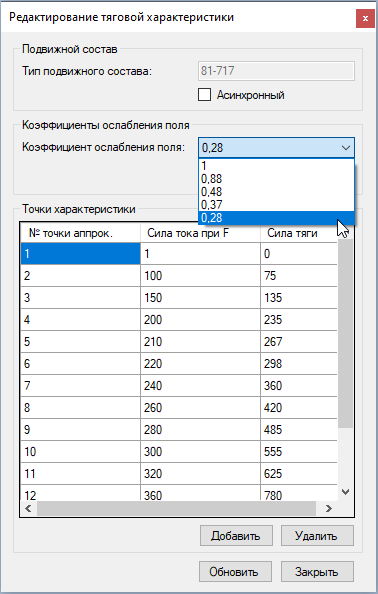 Редактирование тяговой характеристики
Подвижной состав
Тип подвижного состава: 81-717
Асинхронный
Коэффициенты ослабления поля
Коэффициент ослабления поля: 0,28
1
0,88
0,48
0,37
0,28
Точки характеристики
№ точки аппрок. Сила тока при F Сила тяги
1 1 0
2 100 75
3 150 135
4 200 235
5 210 267
6 220 298
7 240 360
8 260 420
9 280 485
10 300 555
11 320 625
12 360 780
Добавить Удалить
Обновить Закрыть